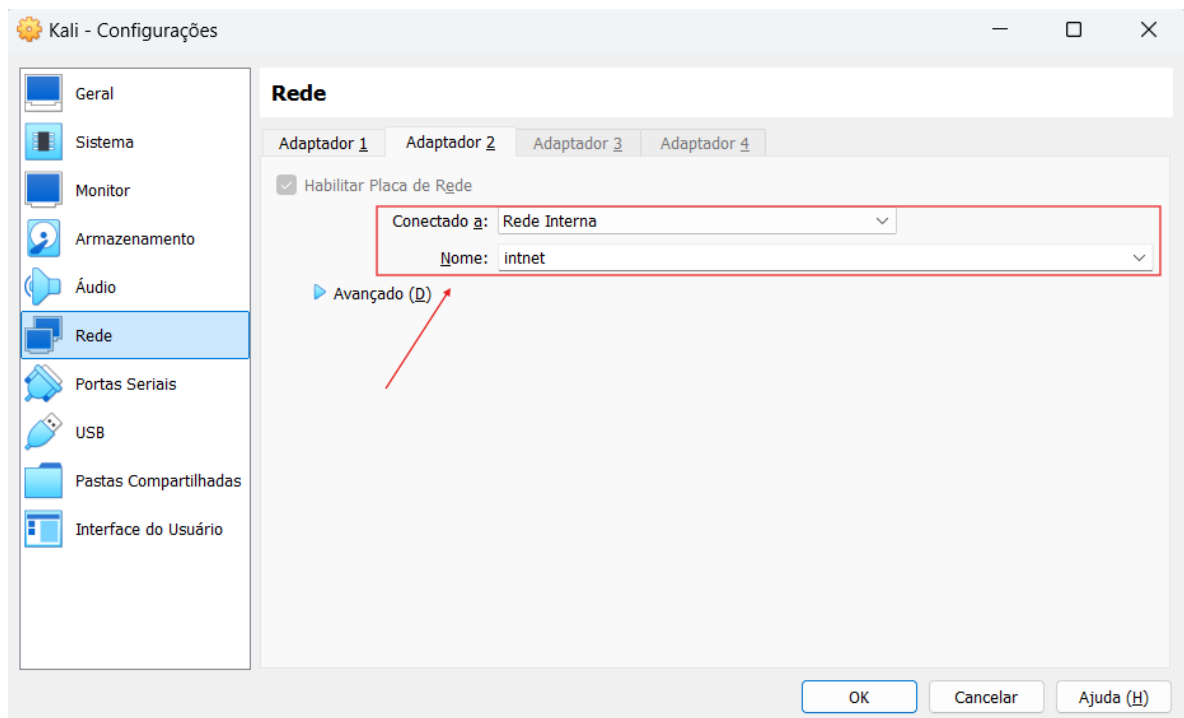 Kali - Configurações
Geral
Sistema
Monitor
Armazenamento
Áudio
Rede
Portas Seriais
USB
Pastas Compartilhadas
Interface do Usuário
Rede
Adaptador 1 Adaptador 2 Adaptador 3 Adaptador 4
Habilitar Placa de Rede
Conectado a: Rede Interna
Nome: intnet
Avançado (D)
OK Cancelar Ajuda (H)